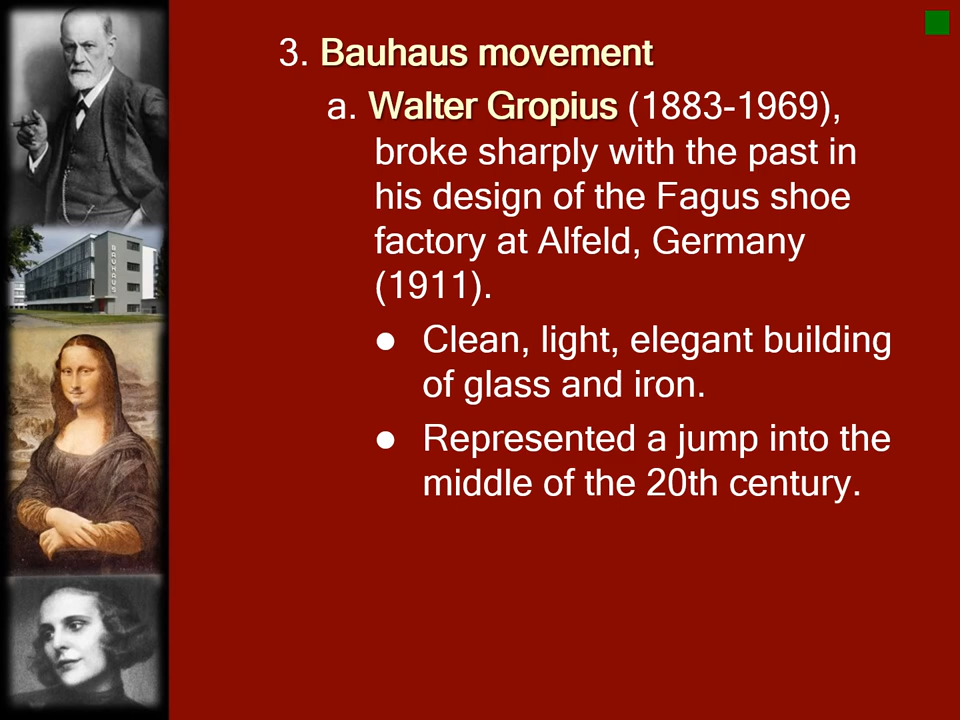 3. Bauhaus movement
a. Walter Gropius (1883-1969),
broke sharply with the past in
his design of the Fagus shoe
factory at Alfeld, Germany
(1911).
● Clean, light, elegant building
of glass and iron.
● Represented a jump into the
middle of the 20th century.
BAUHAUS